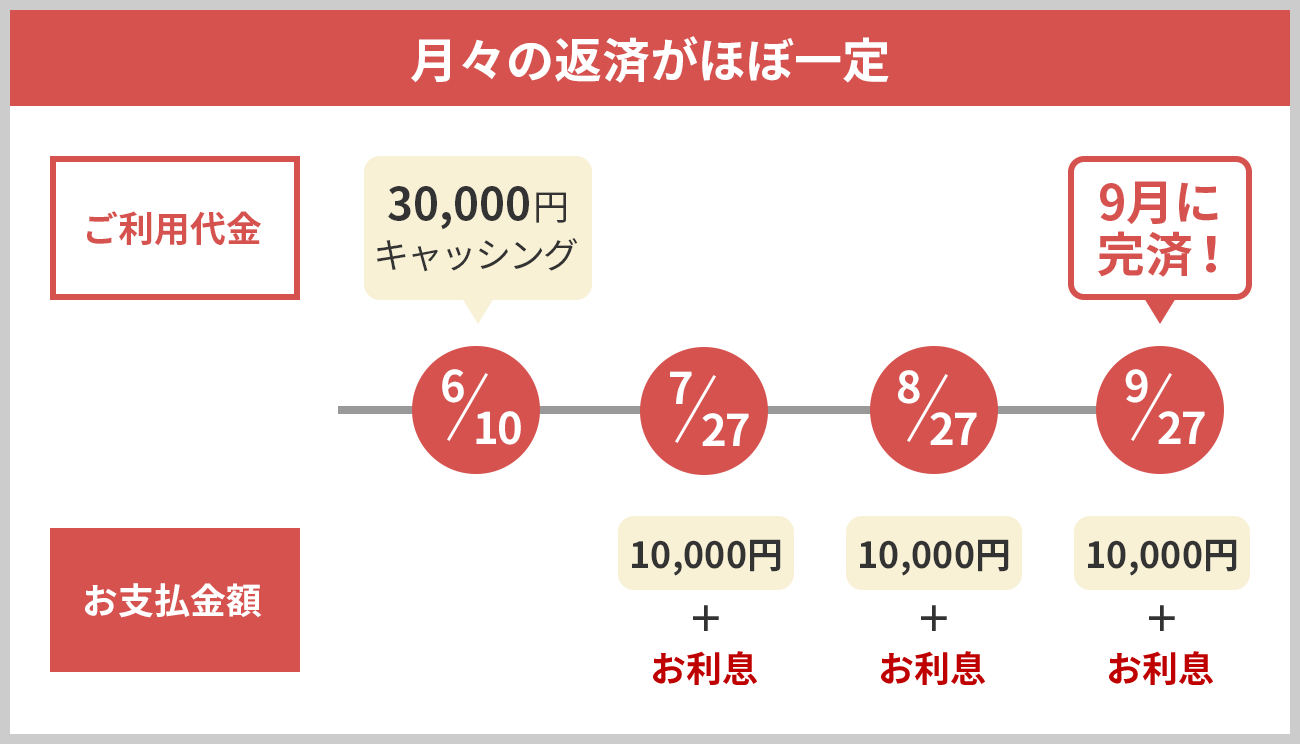 月々の返済がほぼ一定
ご利用代金
30,000円
キャッシング
9月に
完済！
6/10
7/27
8/27
9/27
お支払金額
10,000円
+
お利息
10,000円
+
お利息
10,000円
+
お利息